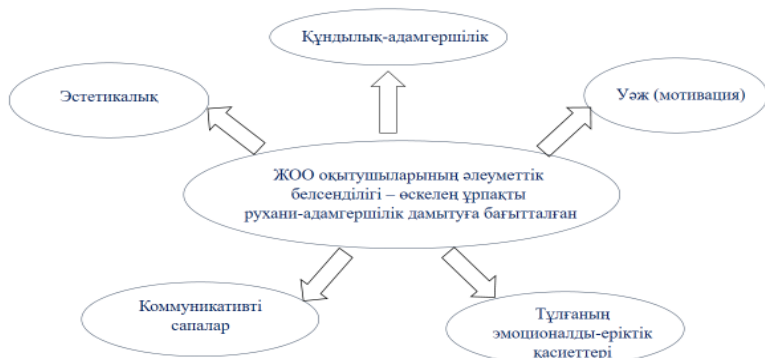 Құндылық-адамгершілік
Эстетикалық
Уәж (мотивация)
ЖОО оқытушыларының әлеуметтік
белсенділігі – өскелең ұрпақты
рухани-адамгершілік дамытуға бағытталған
Коммуникативті
сапалар
Тұлғаның
эмоционалды-еріктік
қасиеттері